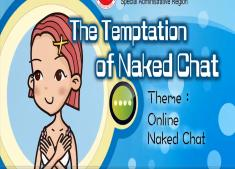 Special Administrative Region
The Temptation
of Naked Chat
Theme :
Online
Naked Chat